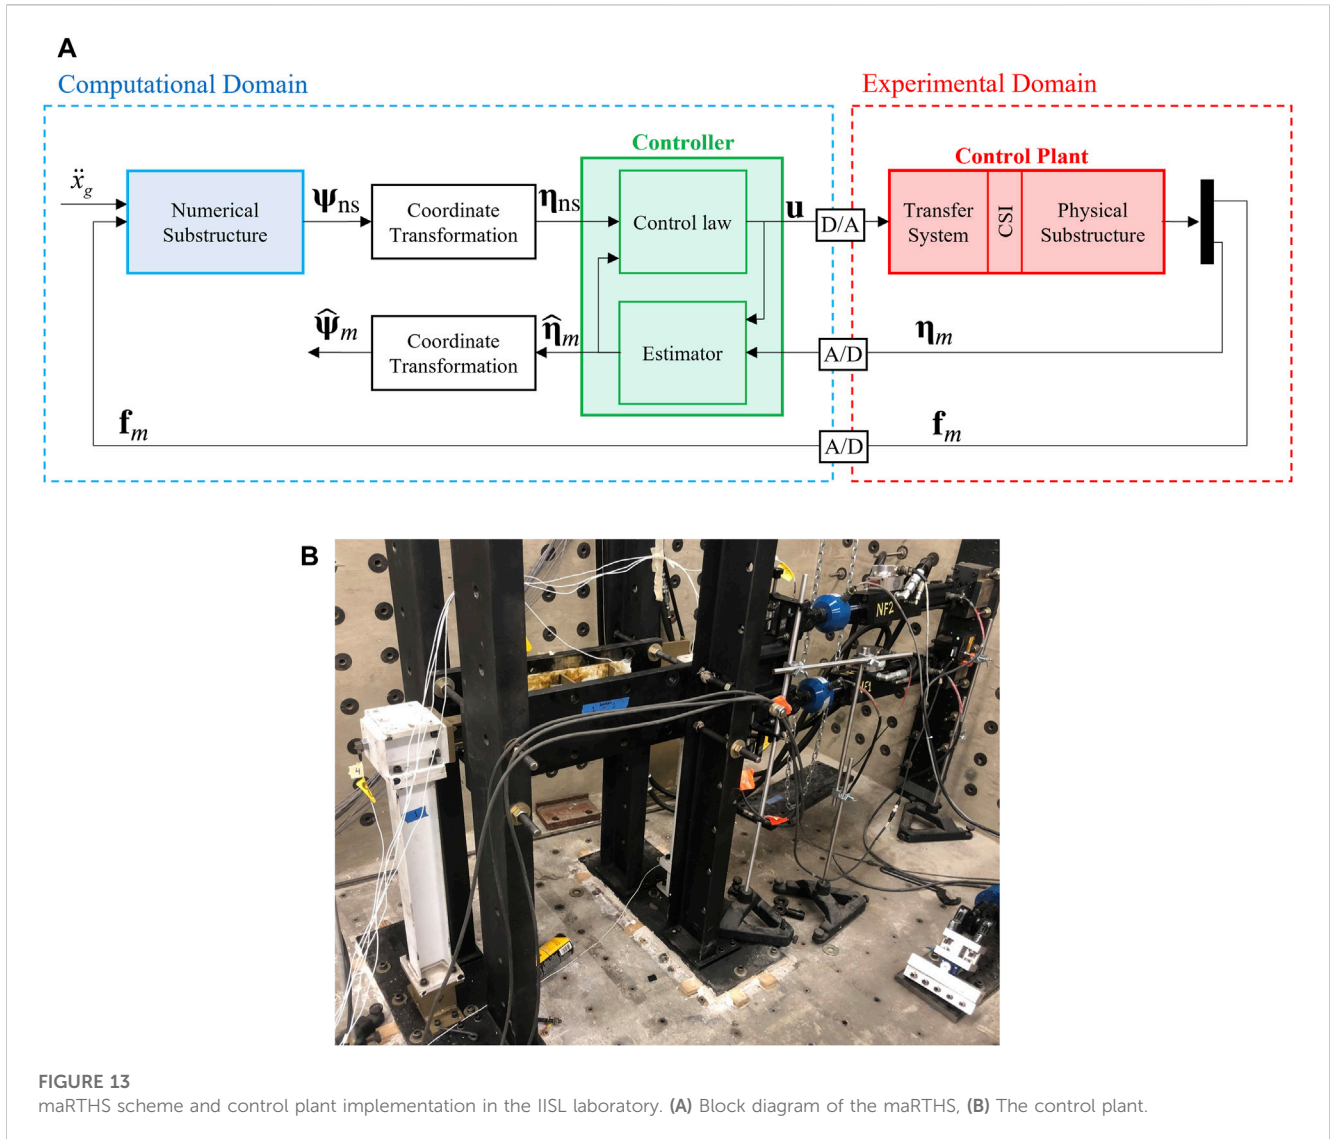 A
Computational Domain
Experimental Domain
Controller
Control Plant
ẍg
Numerical
Substructure
ψns
Coordinate
Transformation
ηns
Control law
u
D/A
Transfer
System
CSI
Physical
Substructure
ψ̂m
Coordinate
Transformation
η̂m
Estimator
A/D
ηm
fm
A/D
fm
B
NF2
4
FIGURE 13
maRTHS scheme and control plant implementation in the IISL laboratory. (A) Block diagram of the maRTHS, (B) The control plant.